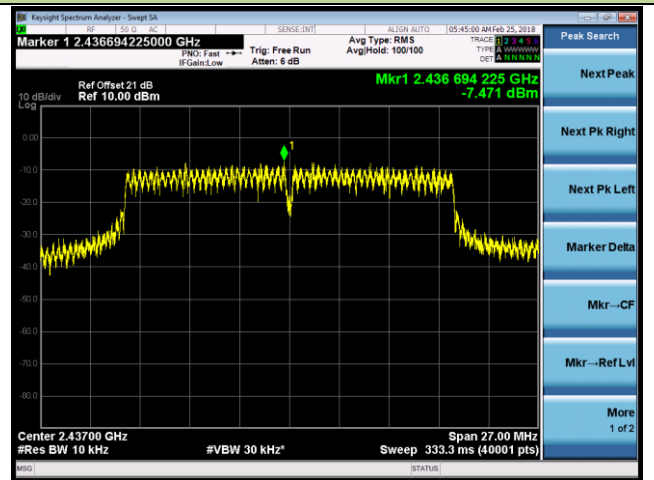 Keysight Spectrum Analyzer - Swept SA
RF 50 Ω AC SENSE:INT ALIGN AUTO 05:45:00 AM Feb 25, 2018
Marker 1 2.436694225000 GHz
PNO: Fast
IFGain:Low
Trig: Free Run
Atten: 6 dB
Avg Type: RMS
Avg|Hold: 100/100
TRACE 1 2 3 4 5 6
TYPE A WWWWW
DET A N N N N N
Peak Search
Mkr1 2.436 694 225 GHz
-7.471 dBm
Ref Offset 21 dB
10 dB/div Ref 10.00 dBm
Log
1
0.00
-10.0
-20.0
-30.0
-40.0
-50.0
-60.0
-70.0
-80.0
Center 2.43700 GHz Span 27.00 MHz
#Res BW 10 kHz #VBW 30 kHz* Sweep 333.3 ms (40001 pts)
Next Peak
Next Pk Right
Next Pk Left
Marker Delta
Mkr→CF
Mkr→Ref Lvl
More
1 of 2
MSG STATUS